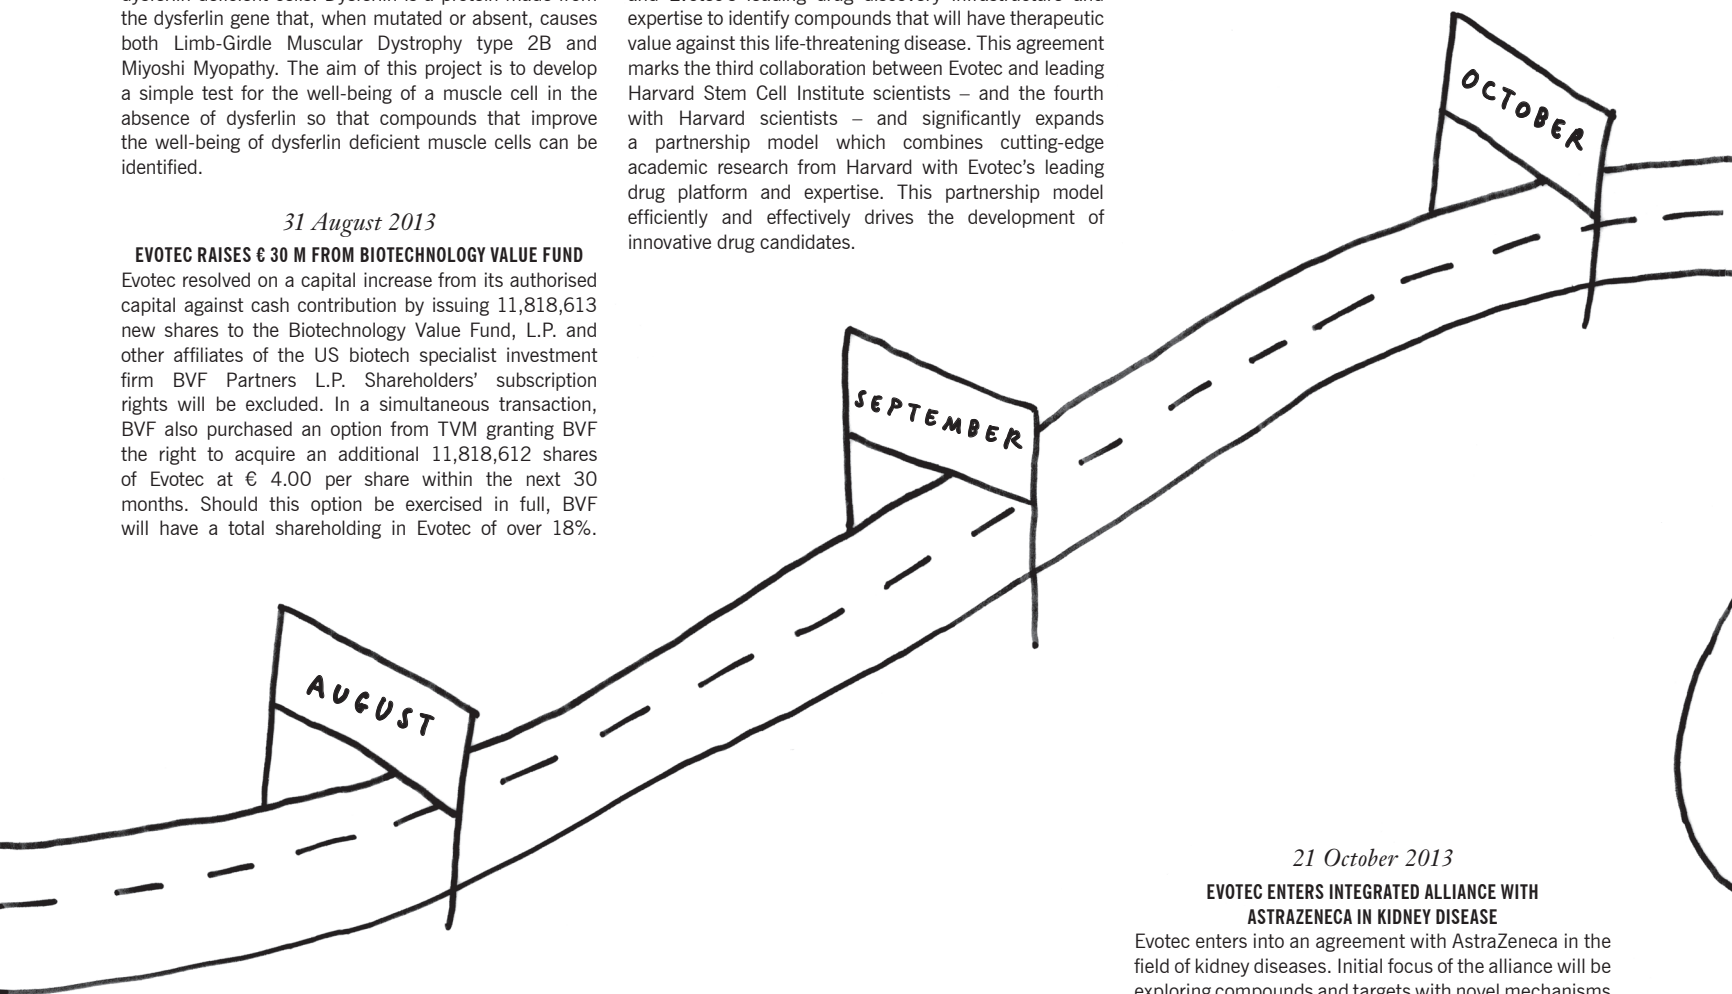 the dysferlin gene that, when mutated or absent, causes
both Limb-Girdle Muscular Dystrophy type 2B and
Miyoshi Myopathy. The aim of this project is to develop
a simple test for the well-being of a muscle cell in the
absence of dysferlin so that compounds that improve
the well-being of dysferlin deficient muscle cells can be
identified.
31 August 2013
EVOTEC RAISES € 30 M FROM BIOTECHNOLOGY VALUE FUND
Evotec resolved on a capital increase from its authorised
capital against cash contribution by issuing 11,818,613
new shares to the Biotechnology Value Fund, L.P. and
other affiliates of the US biotech specialist investment
firm BVF Partners L.P. Shareholders’ subscription
rights will be excluded. In a simultaneous transaction,
BVF also purchased an option from TVM granting BVF
the right to acquire an additional 11,818,612 shares
of Evotec at € 4.00 per share within the next 30
months. Should this option be exercised in full, BVF
will have a total shareholding in Evotec of over 18%.
expertise to identify compounds that will have therapeutic
value against this life-threatening disease. This agreement
marks the third collaboration between Evotec and leading
Harvard Stem Cell Institute scientists – and the fourth
with Harvard scientists – and significantly expands
a partnership model which combines cutting-edge
academic research from Harvard with Evotec’s leading
drug platform and expertise. This partnership model
efficiently and effectively drives the development of
innovative drug candidates.
AUGUST
SEPTEMBER
OCTOBER
21 October 2013
EVOTEC ENTERS INTEGRATED ALLIANCE WITH
ASTRAZENECA IN KIDNEY DISEASE
Evotec enters into an agreement with AstraZeneca in the
field of kidney diseases. Initial focus of the alliance will be
exploring compounds and targets with novel mechanisms